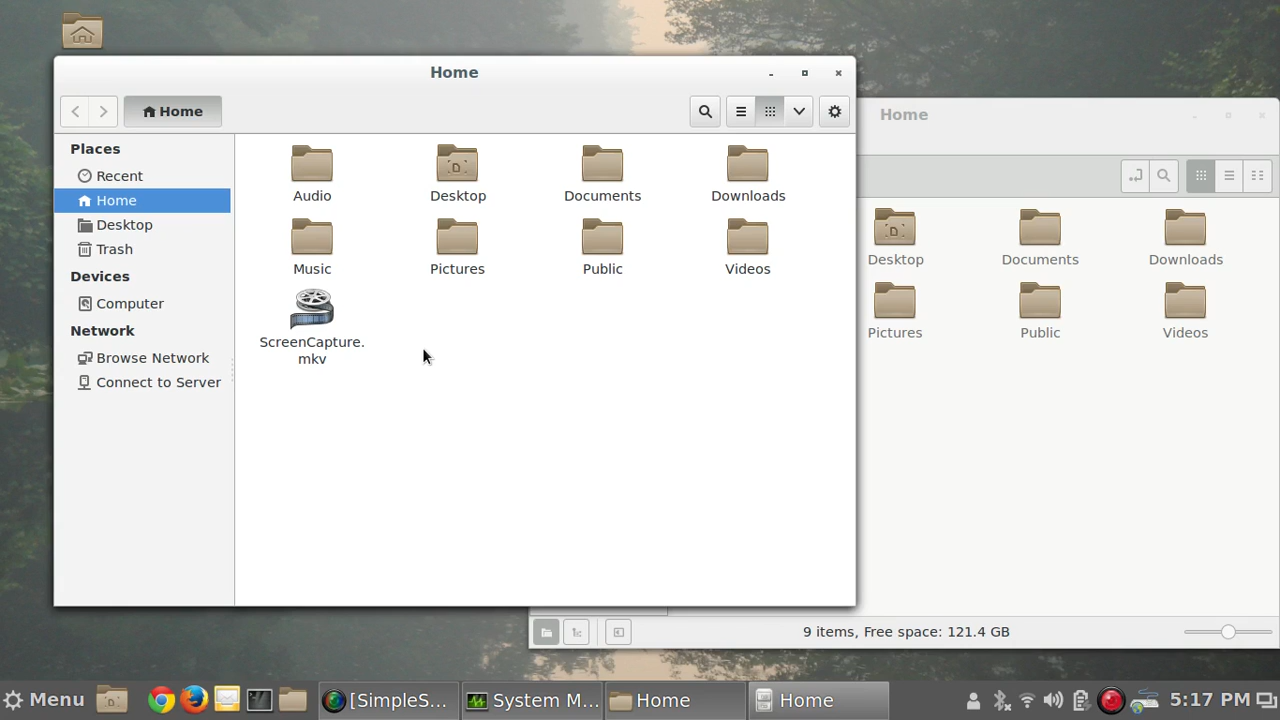 Home
Home
Home
Places
Recent
Home
Desktop
Trash
Devices
Computer
Network
Browse Network
Connect to Server
Audio
Desktop
Documents
Downloads
Music
Pictures
Public
Videos
ScreenCapture.
mkv
Desktop
Documents
Downloads
Pictures
Public
Videos
9 items, Free space: 121.4 GB
Menu
[SimpleS...
System M...
Home
Home
5:17 PM